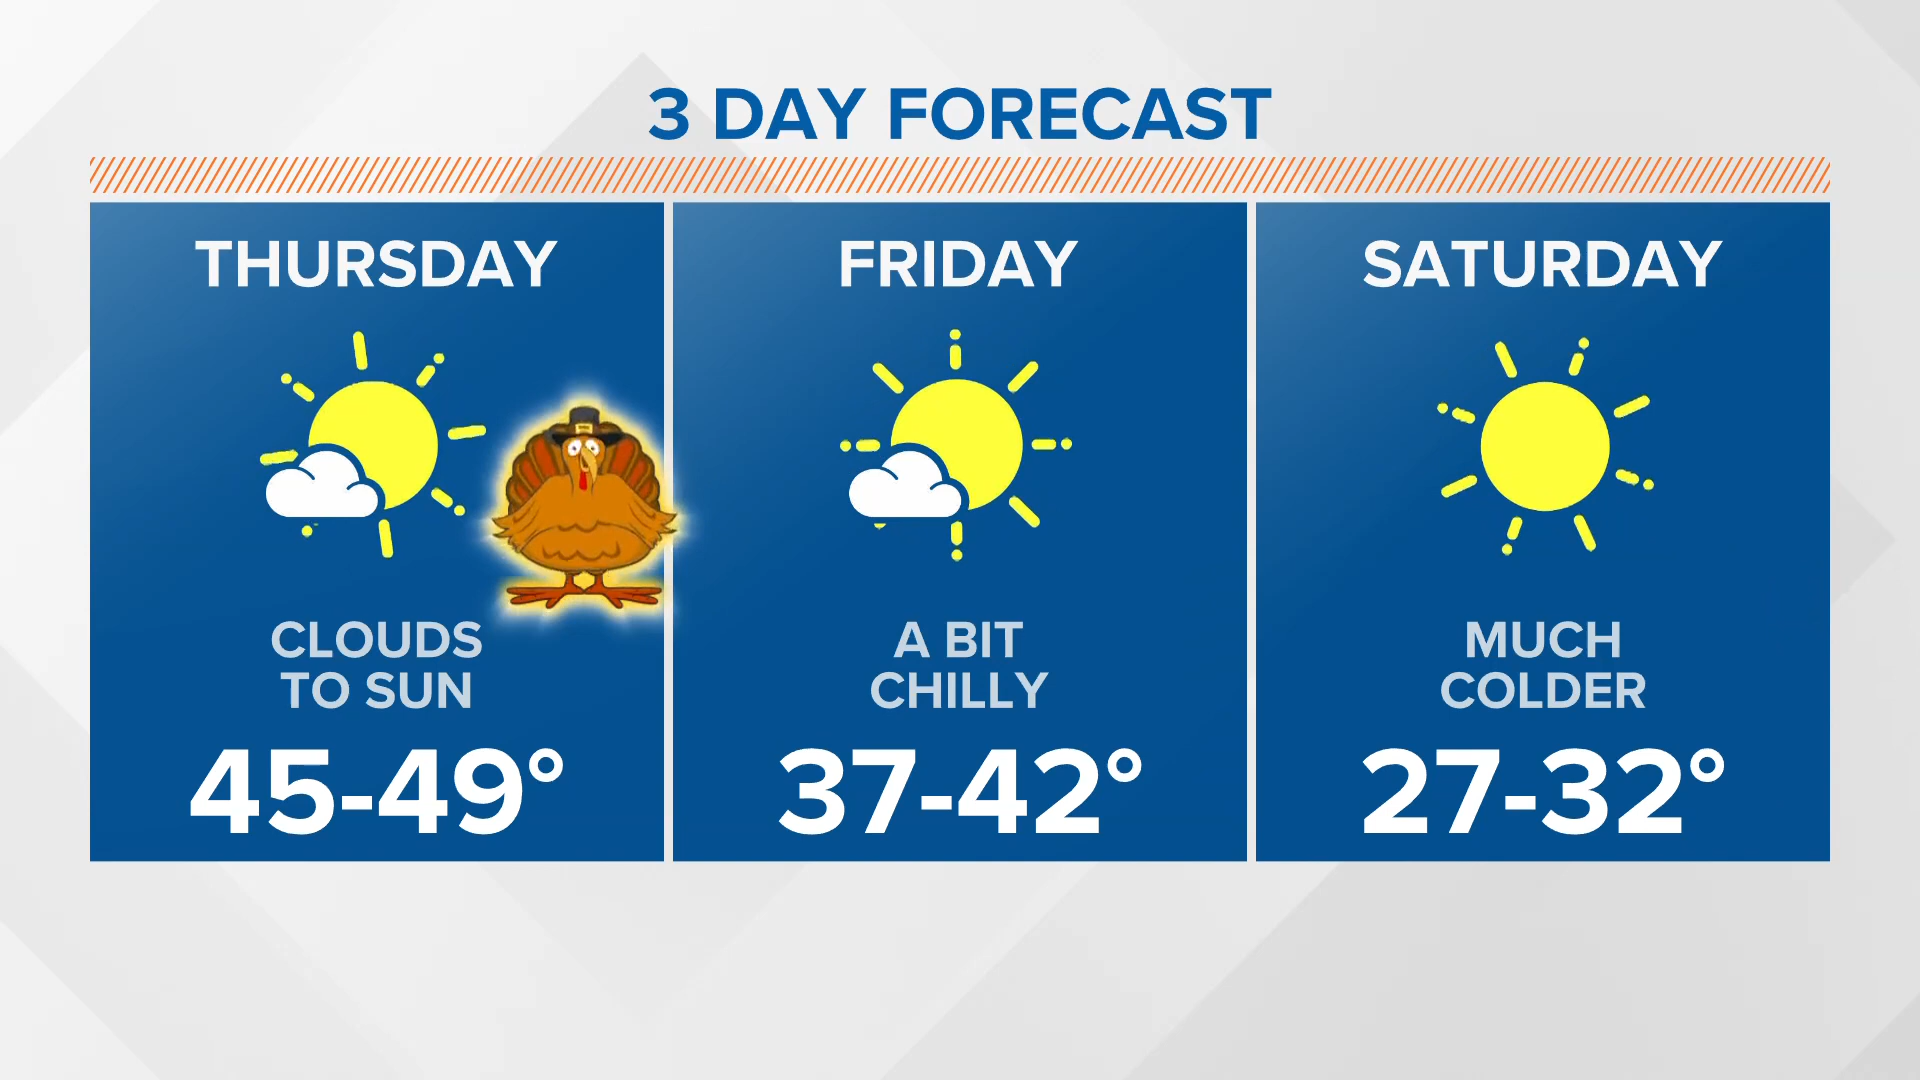 3 DAY FORECAST
THURSDAY
CLOUDS
TO SUN
45-49°
FRIDAY
A BIT
CHILLY
37-42°
SATURDAY
MUCH
COLDER
27-32°